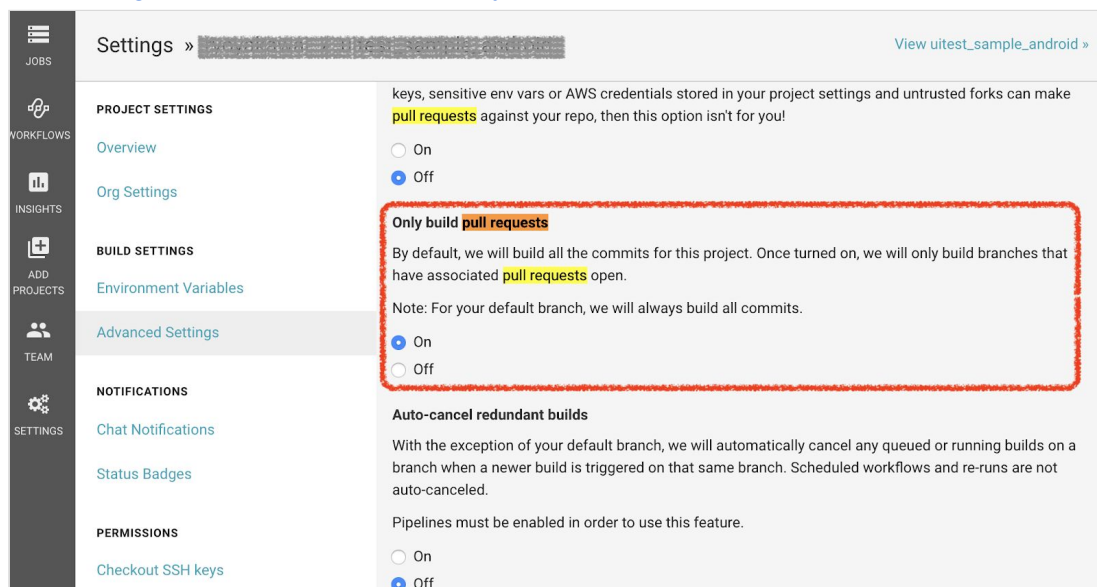 JOBS
WORKFLOWS
INSIGHTS
ADD
PROJECTS
TEAM
SETTINGS
Settings »
View uitest_sample_android »
PROJECT SETTINGS
Overview
Org Settings
BUILD SETTINGS
Environment Variables
Advanced Settings
NOTIFICATIONS
Chat Notifications
Status Badges
PERMISSIONS
Checkout SSH keys
keys, sensitive env vars or AWS credentials stored in your project settings and untrusted forks can make
pull requests against your repo, then this option isn't for you!
On
Off
Only build pull requests
By default, we will build all the commits for this project. Once turned on, we will only build branches that
have associated pull requests open.
Note: For your default branch, we will always build all commits.
On
Off
Auto-cancel redundant builds
With the exception of your default branch, we will automatically cancel any queued or running builds on a
branch when a newer build is triggered on that same branch. Scheduled workflows and re-runs are not
auto-canceled.
Pipelines must be enabled in order to use this feature.
On
Off